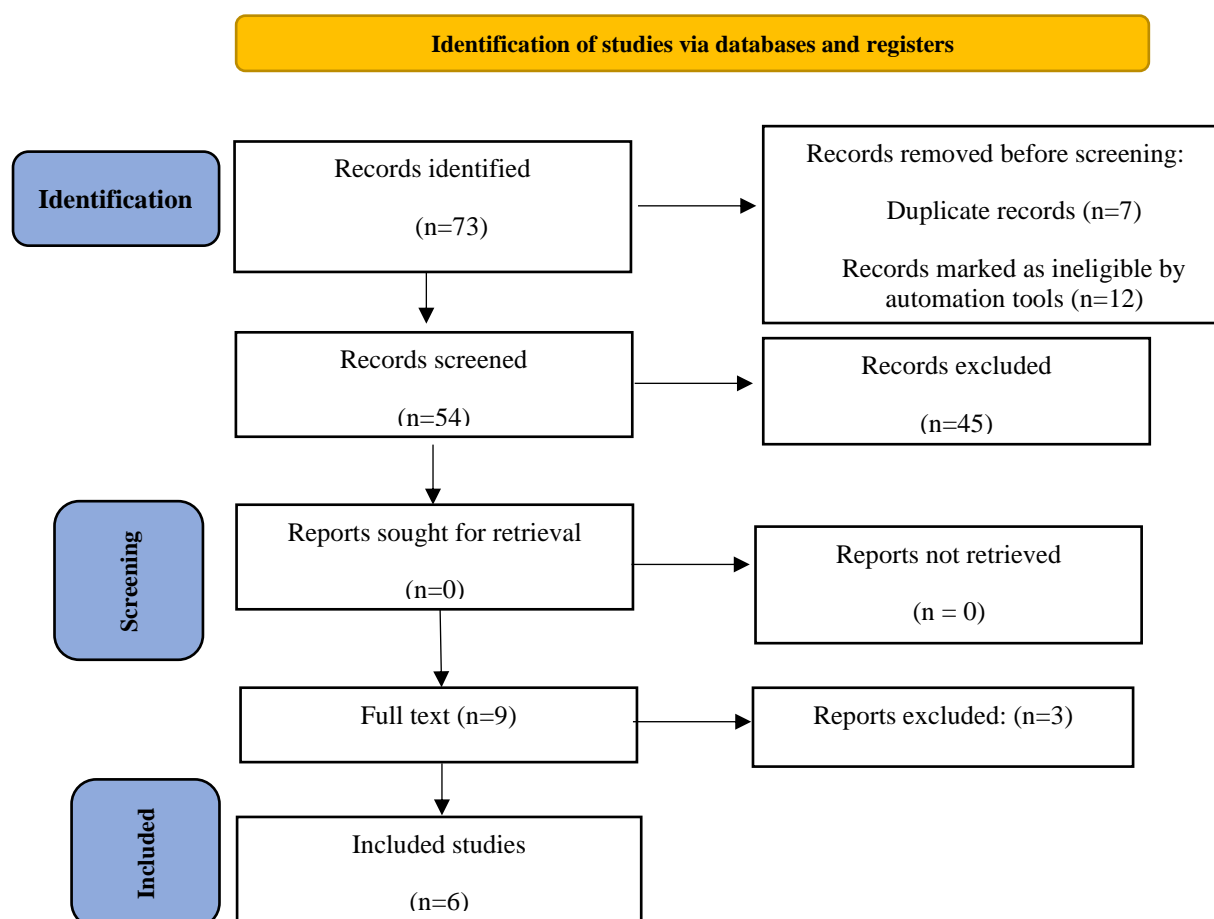 Identification of studies via databases and registers
Identification
Records identified
(n=73)
Records removed before screening:
Duplicate records (n=7)
Records marked as ineligible by
automation tools (n=12)
Records screened
(n=54)
Records excluded
(n=45)
Screening
Reports sought for retrieval
(n=0)
Reports not retrieved
(n = 0)
Full text (n=9)
Reports excluded: (n=3)
Included
Included studies
(n=6)